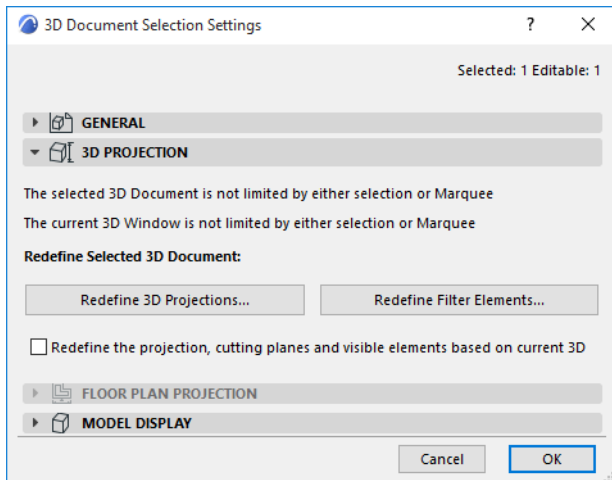 3D Document Selection Settings
?
Selected: 1 Editable: 1
GENERAL
3D PROJECTION
The selected 3D Document is not limited by either selection or Marquee
The current 3D Window is not limited by either selection or Marquee
Redefine Selected 3D Document:
Redefine 3D Projections... Redefine Filter Elements...
Redefine the projection, cutting planes and visible elements based on current 3D
FLOOR PLAN PROJECTION
MODEL DISPLAY
Cancel OK